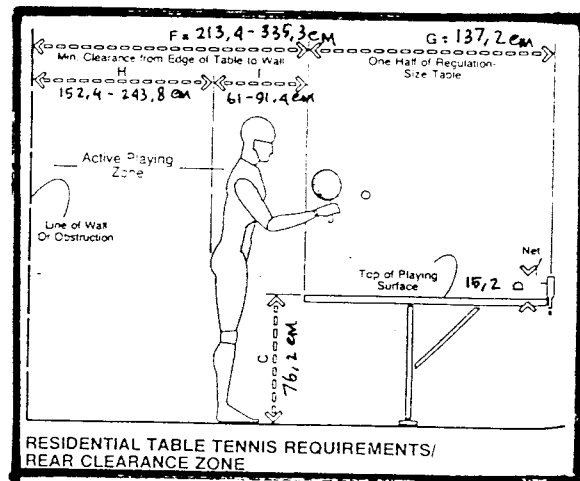 F = 213,4 - 335,3 cm
G = 137,2 cm
Min. Clearance from Edge of Table to Wall
One Half of Regulation-
Size Table
H
I
152,4 - 243,8 cm
61 - 91.4 cm
Active Playing
Zone
Line of Wall
Or Obstruction
Net
Top of Playing
Surface
15,2
D
C
76,2 cm
RESIDENTIAL TABLE TENNIS REQUIREMENTS/
REAR CLEARANCE ZONE